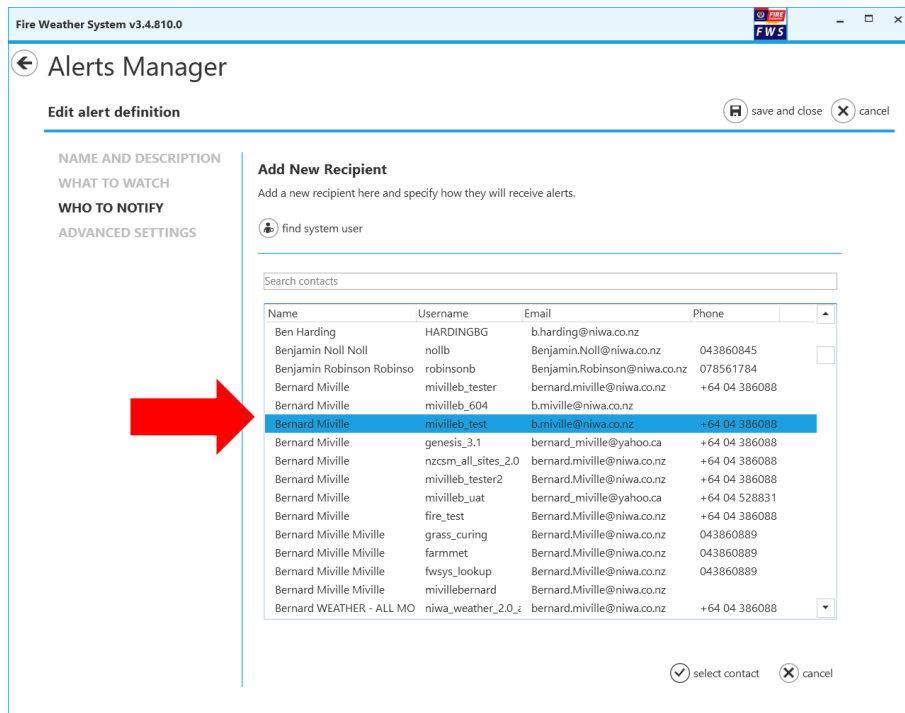 Fire Weather System v3.4.810.0
FIRE
FWS
Alerts Manager
Edit alert definition
save and close
cancel
NAME AND DESCRIPTION
WHAT TO WATCH
WHO TO NOTIFY
ADVANCED SETTINGS
Add New Recipient
Add a new recipient here and specify how they will receive alerts.
find system user
Search contacts
Name Username Email Phone
Ben Harding HARDINGBG b.harding@niwa.co.nz
Benjamin Noll Noll nollb Benjamin.Noll@niwa.co.nz 043860845
Benjamin Robinson Robinso robinsonb Benjamin.Robinson@niwa.co.nz 078561784
Bernard Miville mivilleb_tester bernard.miville@niwa.co.nz +64 04 386088
Bernard Miville mivilleb_604 b.miville@niwa.co.nz
Bernard Miville mivilleb_test b.miville@niwa.co.nz +64 04 386088
Bernard Miville genesis_3.1 bernard_miville@yahoo.ca +64 04 386088
Bernard Miville nzcsm_all_sites_2.0 bernard.miville@niwa.co.nz +64 04 386088
Bernard Miville mivilleb_tester2 Bernard.Miville@niwa.co.nz +64 04 386088
Bernard Miville mivilleb_uat bernard_miville@yahoo.ca +64 04 528831
Bernard Miville fire_test Bernard.Miville@niwa.co.nz +64 04 386088
Bernard Miville Miville grass_curing Bernard.Miville@niwa.co.nz 043860889
Bernard Miville Miville farmmet Bernard.Miville@niwa.co.nz 043860889
Bernard Miville Miville fwsys_lookup Bernard.Miville@niwa.co.nz 043860889
Bernard Miville Miville millebernard Bernard.Miville@niwa.co.nz
Bernard WEATHER - ALL MO niwa_weather_2.0_ bernard.miville@niwa.co.nz +64 04 386088
select contact
cancel